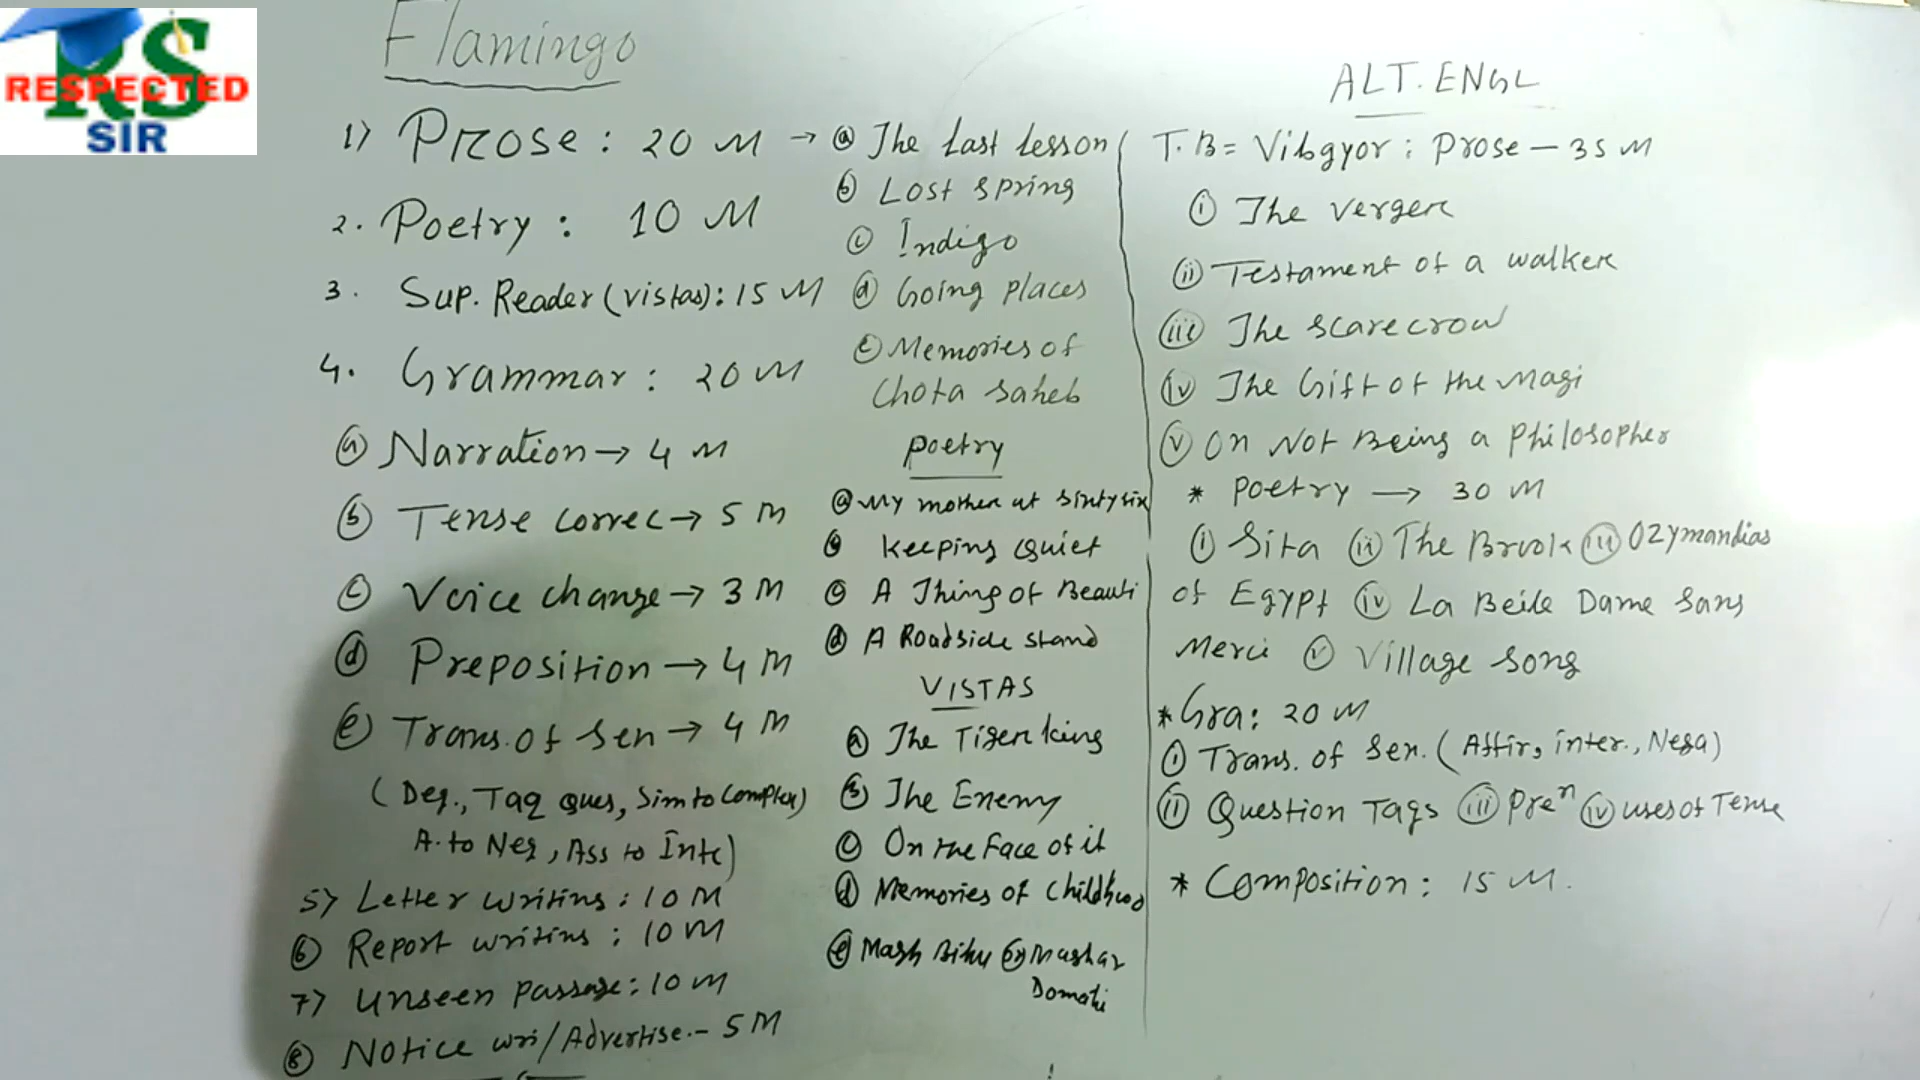 RS
RESPECTED
SIR
Flamingo
1) Prose : 20 M → ⓐ The Last Lesson
ⓑ Lost Spring
ⓒ Indigo
2. Poetry : 10 M
3. Sup. Reader (vistas) : 15 M
ⓓ Going places
ⓔ Memories of
Chota Saheb
4. Grammar : 20 M
ⓐ Narration → 4 M
ⓑ Tense correc → 5 M
ⓒ Voice change → 3 M
ⓓ Preposition → 4 M
ⓔ Trans. of Sen → 4 M
(Deg., Tag Ques, Sim to Complex)
A. to Neg, Ass to Inte)
5) Letter writing : 10 M
⑥ Report writing : 10 M
7) Unseen passage : 10 M
⑧ Notice wri/Advertise.- 5 M
Poetry
ⓐ My mother at sixty six
Keeping Quiet
ⓒ A Thing of Beauti
ⓓ A Roadside stand
VISTAS
ⓐ The Tiger king
ⓑ The Enemy
ⓒ On the Face of it
ⓓ Memories of Childhood
ⓔ Magh Bihu or Maghar
Domahi
ALT. ENGL
T. B = Vibgyor : Prose - 35 M
ⓘ The Verger
ⓘⓘ Testament of a walker
ⓘⓘⓘ The Scarecrow
ⓘⓥ The Gift of the Magi
ⓥ On Not Being a Philosopher
* Poetry → 30 M
ⓘ Sita ⓘⓘ The Brook ⓘⓘⓘ Ozymandias
of Egypt ⓘⓥ La Belle Dame Sans
Merci ⓥ Village Song
* Gra : 20 M
ⓘ Trans. of Sen. (Affir, inter., Nega)
ⓘⓘ Question Tags ⓘⓘⓘ Preⁿ ⓘⓥ uses of Tense
* Composition : 15 M.